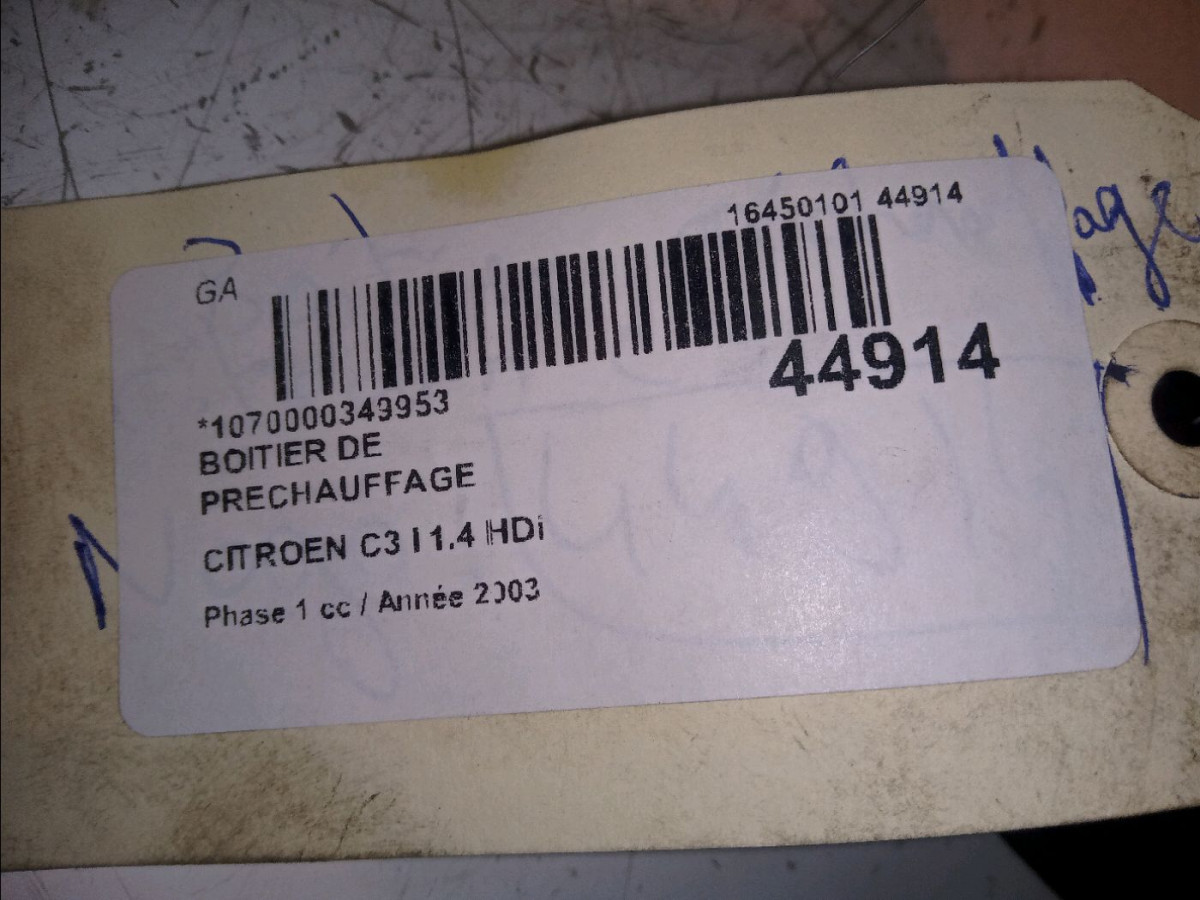 16450101 44914
GA
44914
*1070000349953
BOITIER DE
PRECHAUFFAGE
CITROEN C3 I 1.4 HDi
Phase 1 cc / Année 2003